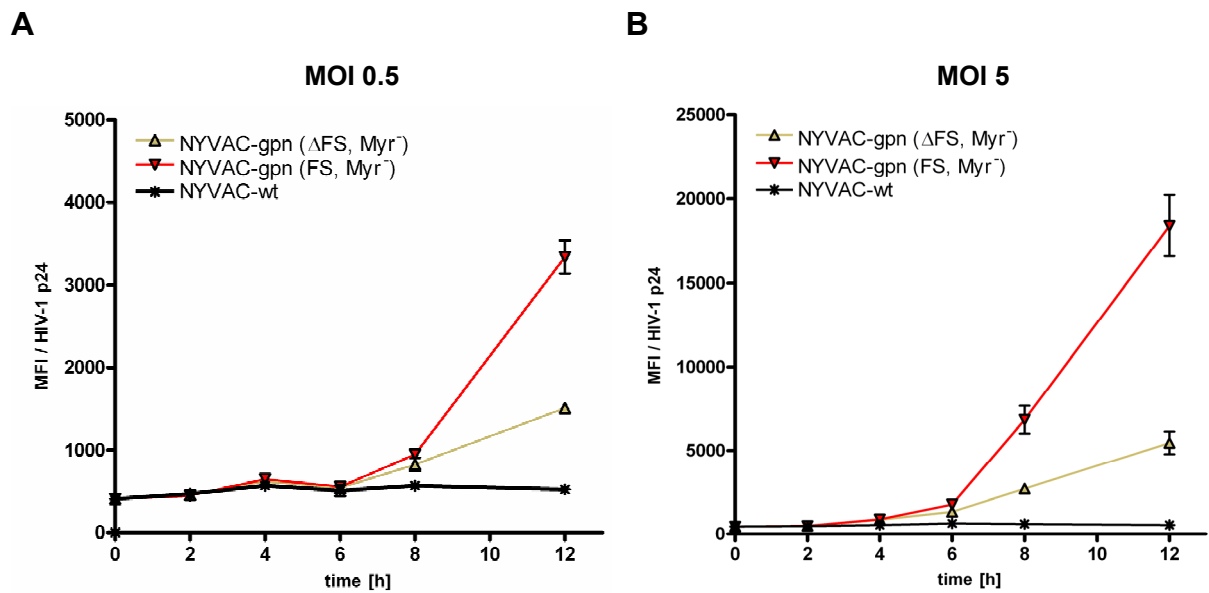 A
MOI 0.5
5000
4000
3000
2000
1000
0
MFI / HIV-1 p24
NYVAC-gpn (ΔFS, Myr⁻)
NYVAC-gpn (FS, Myr⁻)
NYVAC-wt
0 2 4 6 8 10 12
time [h]
B
MOI 5
25000
20000
15000
10000
5000
0
MFI / HIV-1 p24
NYVAC-gpn (ΔFS, Myr⁻)
NYVAC-gpn (FS, Myr⁻)
NYVAC-wt
0 2 4 6 8 10 12
time [h]